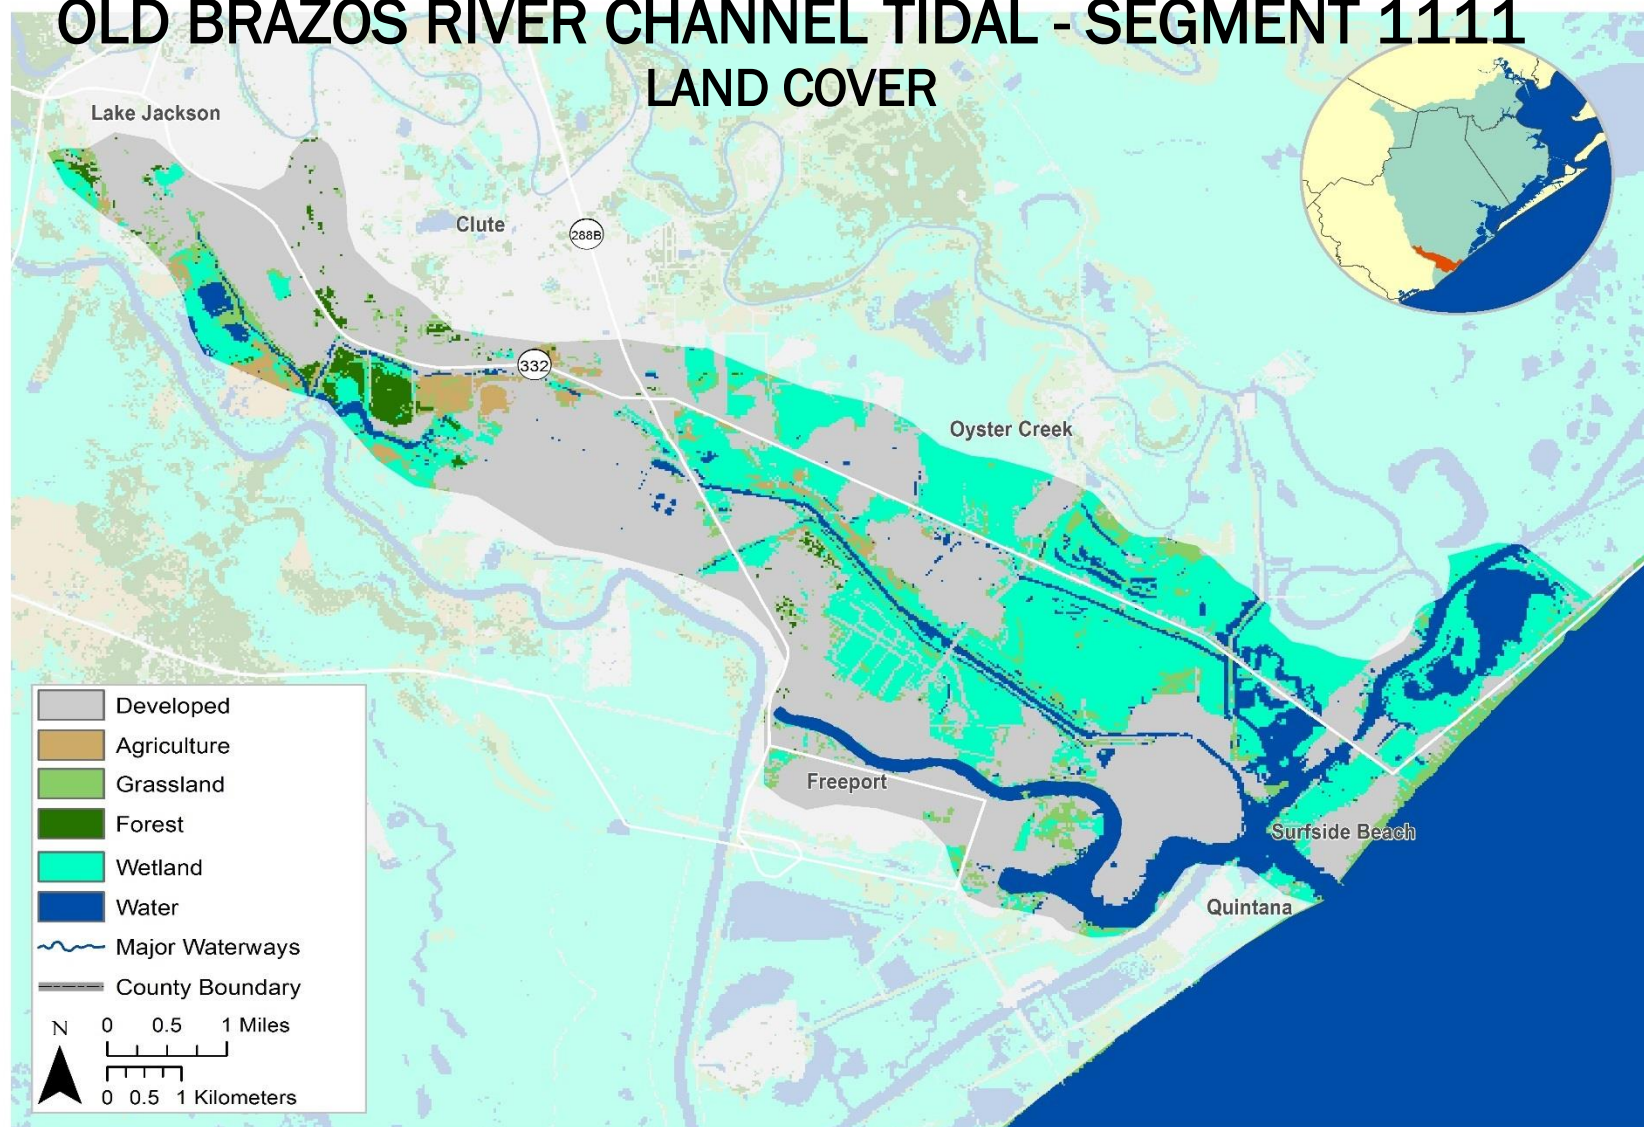 OLD BRAZOS RIVER CHANNEL TIDAL - SEGMENT 1111
LAND COVER
Lake Jackson
Clute
288B
332
Oyster Creek
Freeport
Surfside Beach
Quintana
Developed
Agriculture
Grassland
Forest
Wetland
Water
Major Waterways
County Boundary
N
0 0.5 1 Miles
0 0.5 1 Kilometers